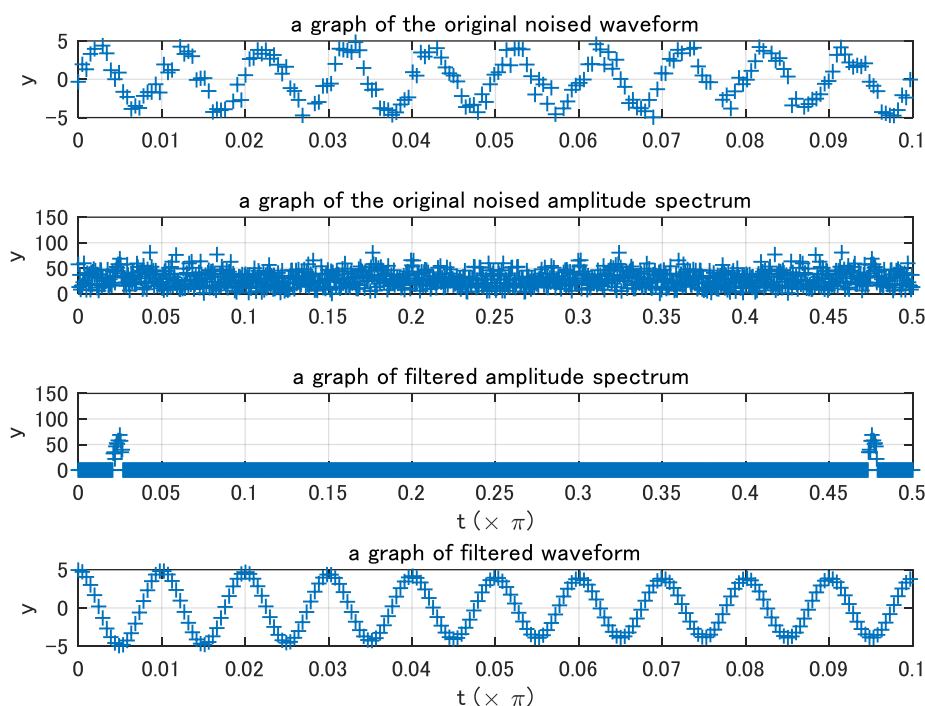 a graph of the original noised waveform
5
0
-5
y
0 0.01 0.02 0.03 0.04 0.05 0.06 0.07 0.08 0.09 0.1
a graph of the original noised amplitude spectrum
150
100
50
0
y
0 0.05 0.1 0.15 0.2 0.25 0.3 0.35 0.4 0.45 0.5
a graph of filtered amplitude spectrum
150
100
50
0
y
0 0.05 0.1 0.15 0.2 0.25 0.3 0.35 0.4 0.45 0.5
t (× π)
a graph of filtered waveform
5
0
-5
y
0 0.01 0.02 0.03 0.04 0.05 0.06 0.07 0.08 0.09 0.1
t (× π)